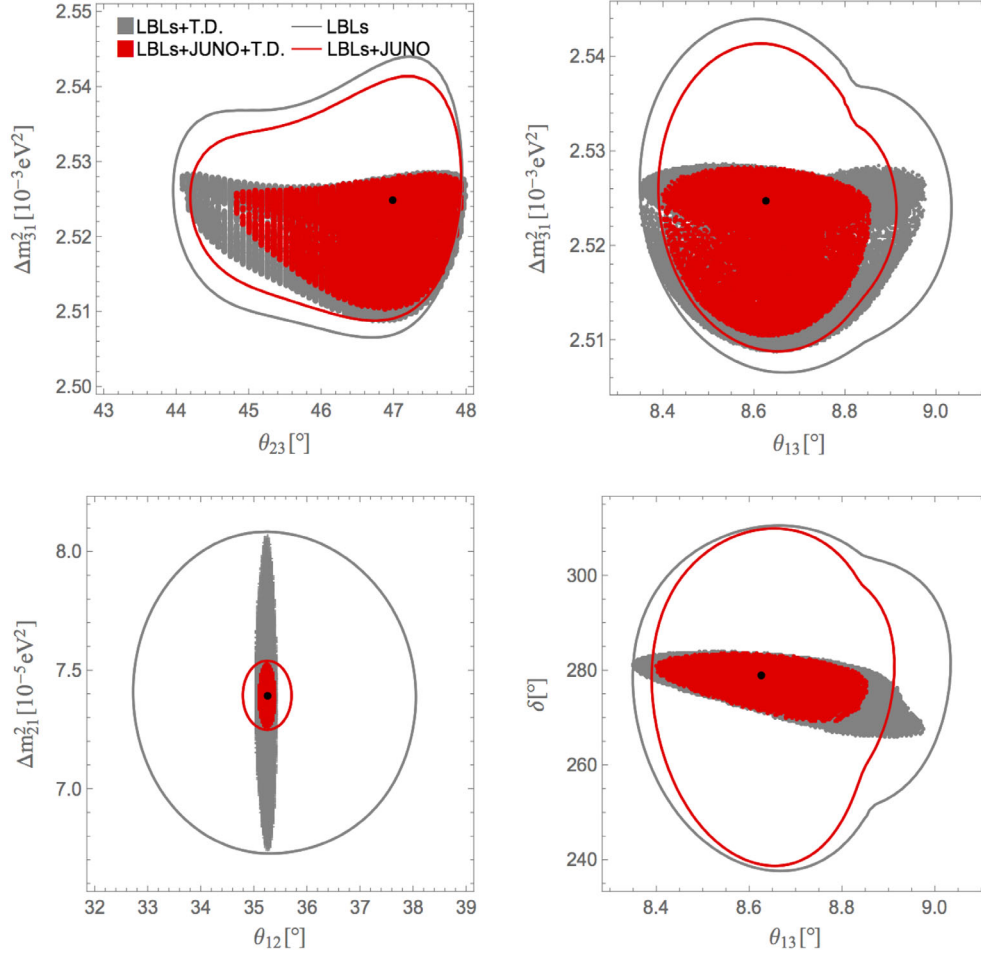 LBLs+T.D. LBLs
LBLs+JUNO+T.D. LBLs+JUNO
2.55
2.54
2.53
2.52
2.51
2.50
Δm²₃₁ [10⁻³eV²]
43 44 45 46 47 48
θ₂₃[°]
2.54
2.53
2.52
2.51
Δm²₃₁ [10⁻³eV²]
8.4 8.6 8.8 9.0
θ₁₃[°]
8.0
7.5
7.0
Δm²₂₁ [10⁻⁵eV²]
32 33 34 35 36 37 38 39
θ₁₂[°]
300
280
260
240
δ[°]
8.4 8.6 8.8 9.0
θ₁₃[°]